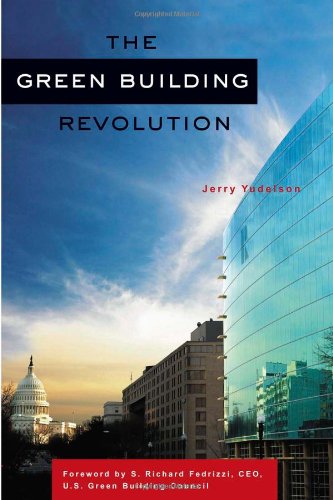 THE
GREEN BUILDING
REVOLUTION
Jerry Yudelson
Foreword by S. Richard Fedrizzi, CEO,
U.S. Green Building Council